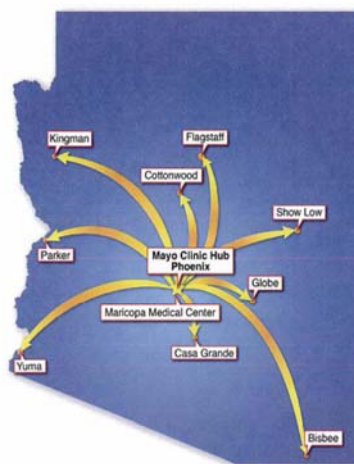 Kingman
Flagstaff
Cottonwood
Show Low
Parker
Mayo Clinic Hub
Phoenix
Globe
Maricopa Medical Center
Casa Grande
Yuma
Bisbee